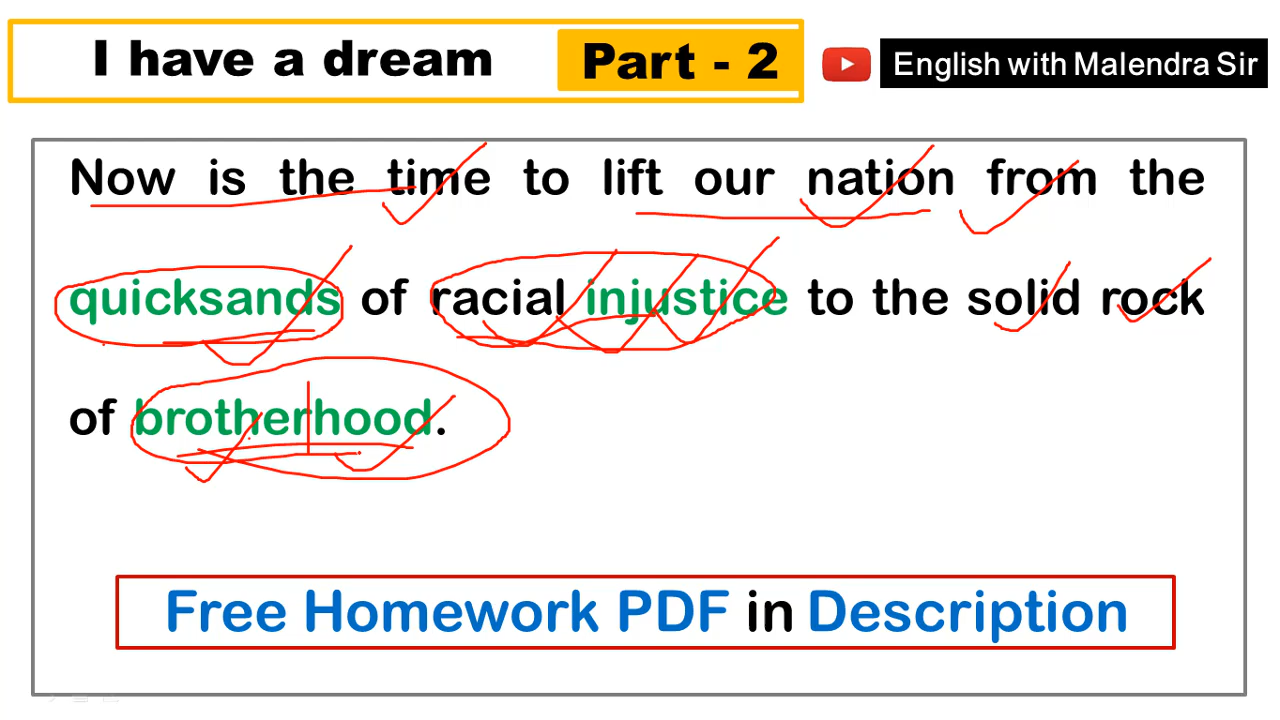 I have a dream Part - 2 English with Malendra Sir
Now is the time to lift our nation from the
quicksands of racial injustice to the solid rock
of brotherhood.
Free Homework PDF in Description